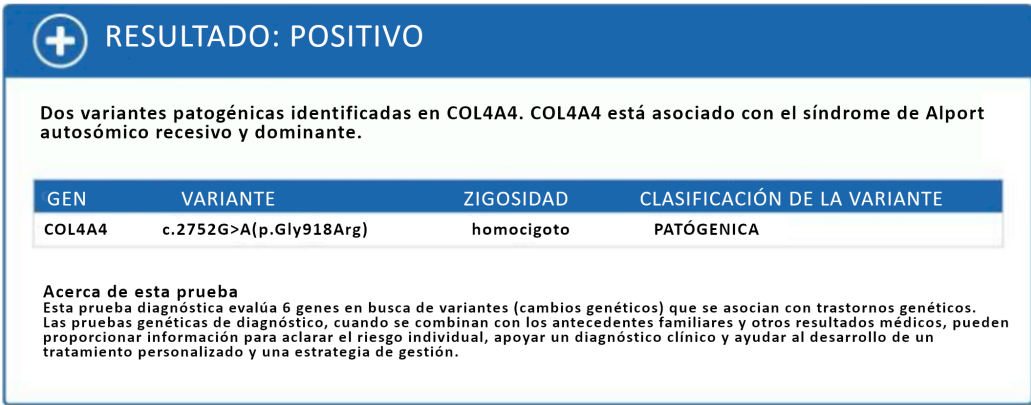 RESULTADO: POSITIVO
Dos variantes patogénicas identificadas en COL4A4. COL4A4 está asociado con el síndrome de Alport
autosómico recesivo y dominante.
GEN VARIANTE ZIGOSIDAD CLASIFICACIÓN DE LA VARIANTE
COL4A4 c.2752G>A(p.Gly918Arg) homocigoto PATÓGENICA
Acerca de esta prueba
Esta prueba diagnóstica evalúa 6 genes en busca de variantes (cambios genéticos) que se asocian con trastornos genéticos.
Las pruebas genéticas de diagnóstico, cuando se combinan con los antecedentes familiares y otros resultados médicos, pueden
proporcionar información para aclarar el riesgo individual, apoyar un diagnóstico clínico y ayudar al desarrollo de un
tratamiento personalizado y una estrategia de gestión.